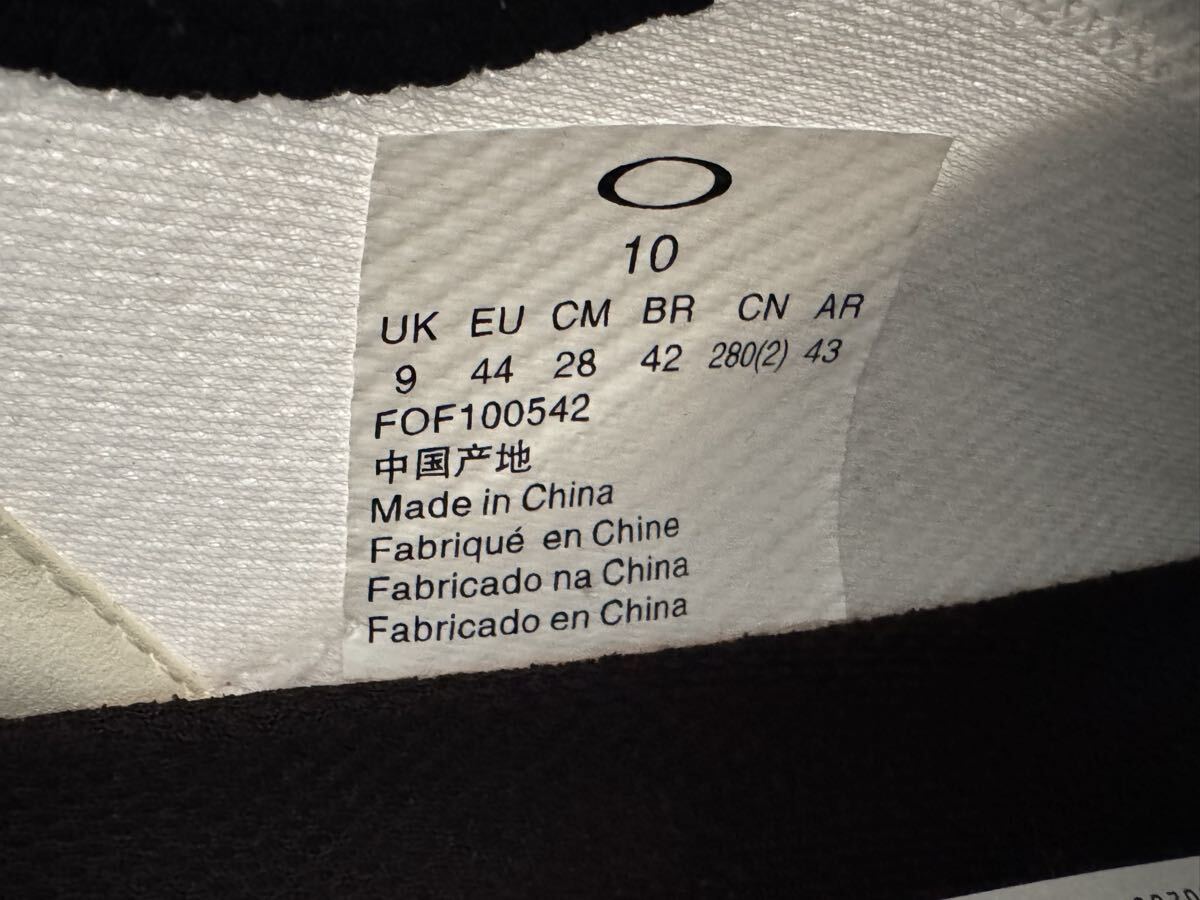 10
UK EU CM BR CN AR
9 44 28 42 280(2) 43
FOF100542
中国产地
Made in China
Fabriqué en Chine
Fabricado na China
Fabricado en China